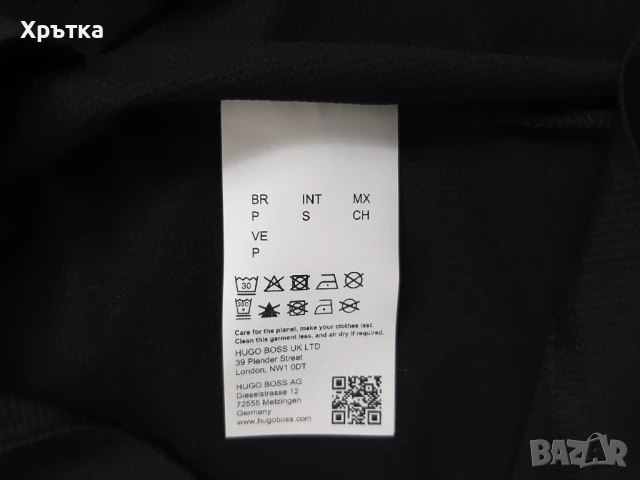 Хрътка
BR INT MX
P S CH
VE
P
30
30C
Care for the planet, make your clothes last.
Clean this garment less, and air dry if required.
HUGO BOSS UK LTD
39 Plender Street
London, NW1 0DT
HUGO BOSS AG
Dieselstrasse 12
72555 Metzingen
Germany
www.hugoboss.com
BAZAR